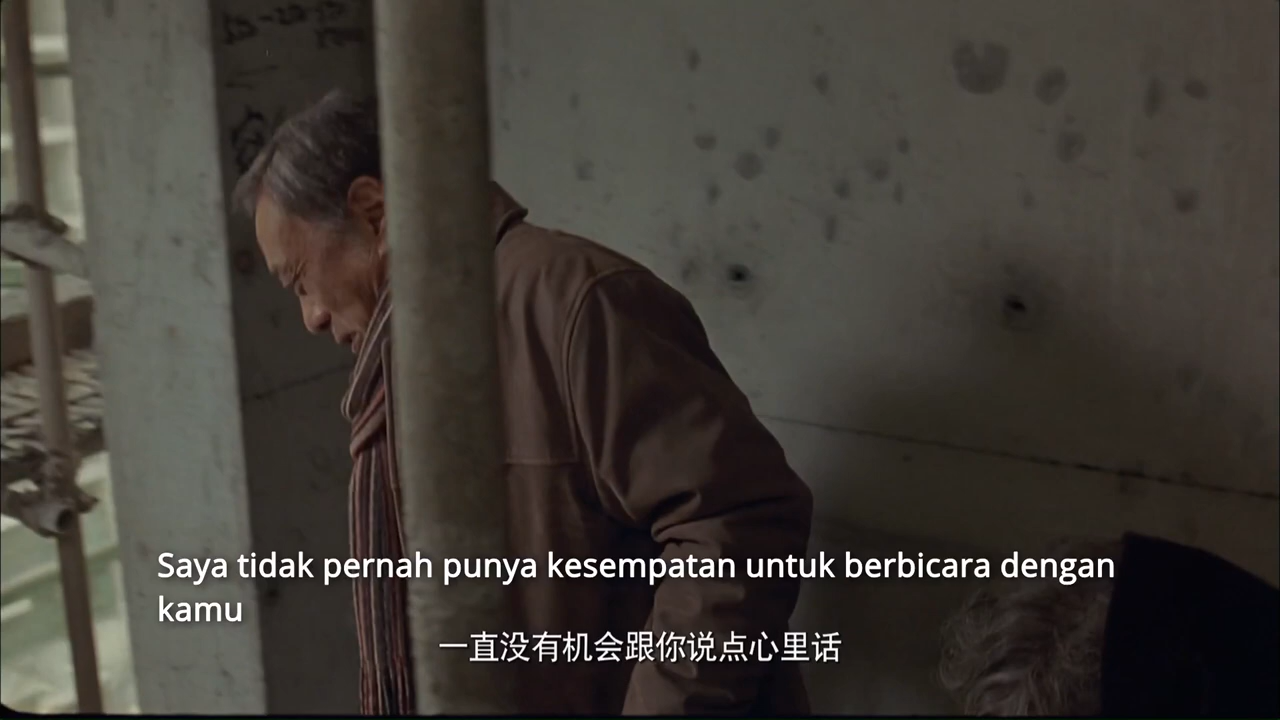 Saya tidak pernah punya kesempatan untuk berbicara dengan
kamu
一直没有机会跟你说点心里话